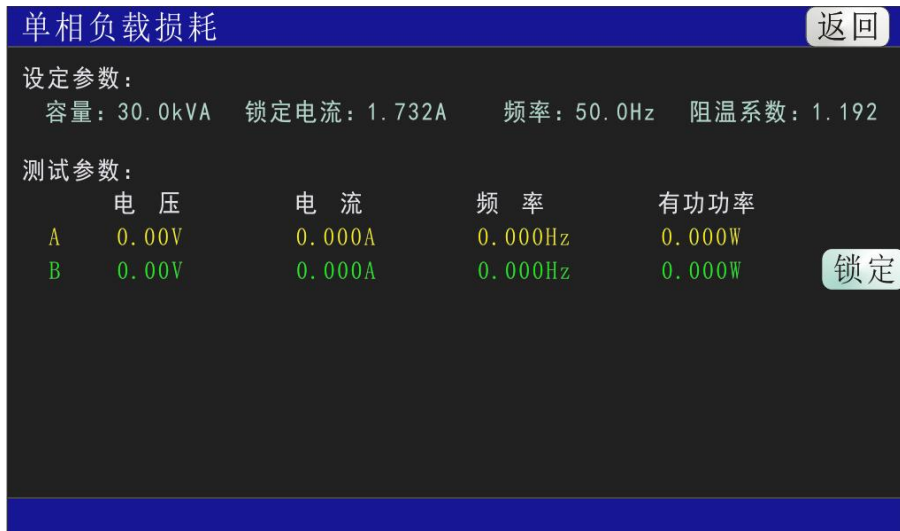 单相负载损耗 返回
设定参数:
容量:30.0kVA 锁定电流:1.732A 频率:50.0Hz 阻温系数:1.192
测试参数:
电 压 电 流 频 率 有功功率
A 0.00V 0.000A 0.000Hz 0.000W
B 0.00V 0.000A 0.000Hz 0.000W 锁定